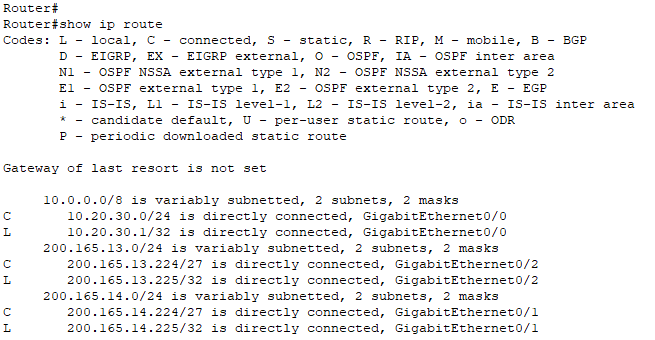 Router#
Router#show ip route
Codes: L - local, C - connected, S - static, R - RIP, M - mobile, B - BGP
       D - EIGRP, EX - EIGRP external, O - OSPF, IA - OSPF inter area
       N1 - OSPF NSSA external type 1, N2 - OSPF NSSA external type 2
       E1 - OSPF external type 1, E2 - OSPF external type 2, E - EGP
       i - IS-IS, L1 - IS-IS level-1, L2 - IS-IS level-2, ia - IS-IS inter area
       * - candidate default, U - per-user static route, o - ODR
       P - periodic downloaded static route

Gateway of last resort is not set

     10.0.0.0/8 is variably subnetted, 2 subnets, 2 masks
C       10.20.30.0/24 is directly connected, GigabitEthernet0/0
L       10.20.30.1/32 is directly connected, GigabitEthernet0/0
     200.165.13.0/24 is variably subnetted, 2 subnets, 2 masks
C       200.165.13.224/27 is directly connected, GigabitEthernet0/2
L       200.165.13.225/32 is directly connected, GigabitEthernet0/2
     200.165.14.0/24 is variably subnetted, 2 subnets, 2 masks
C       200.165.14.224/27 is directly connected, GigabitEthernet0/1
L       200.165.14.225/32 is directly connected, GigabitEthernet0/1